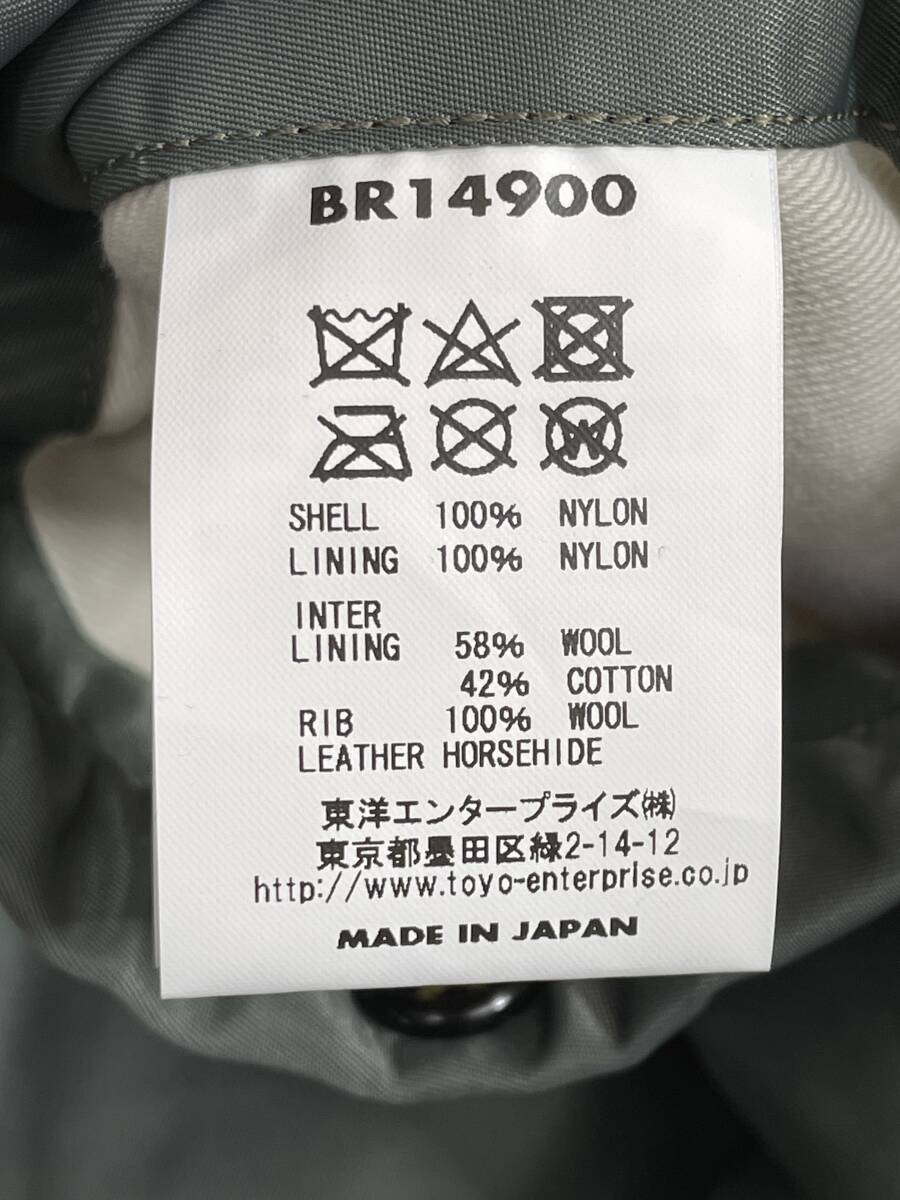 BR14900
W
SHELL 100% NYLON
LINING 100% NYLON
INTER
LINING 58% WOOL
42% COTTON
RIB 100% WOOL
LEATHER HORSEHIDE
東洋エンタープライズ㈱
東京都墨田区緑2-14-12
http://www.toyo-enterprise.co.jp
MADE IN JAPAN